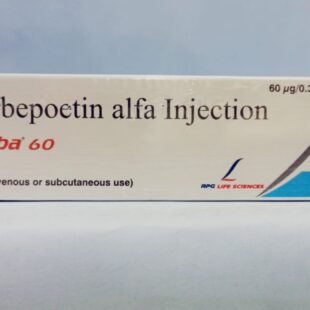 60 µg/0.3
bepoetin alfa Injection
ba® 60
venous or subcutaneous use)
RPG LIFE SCIENCES